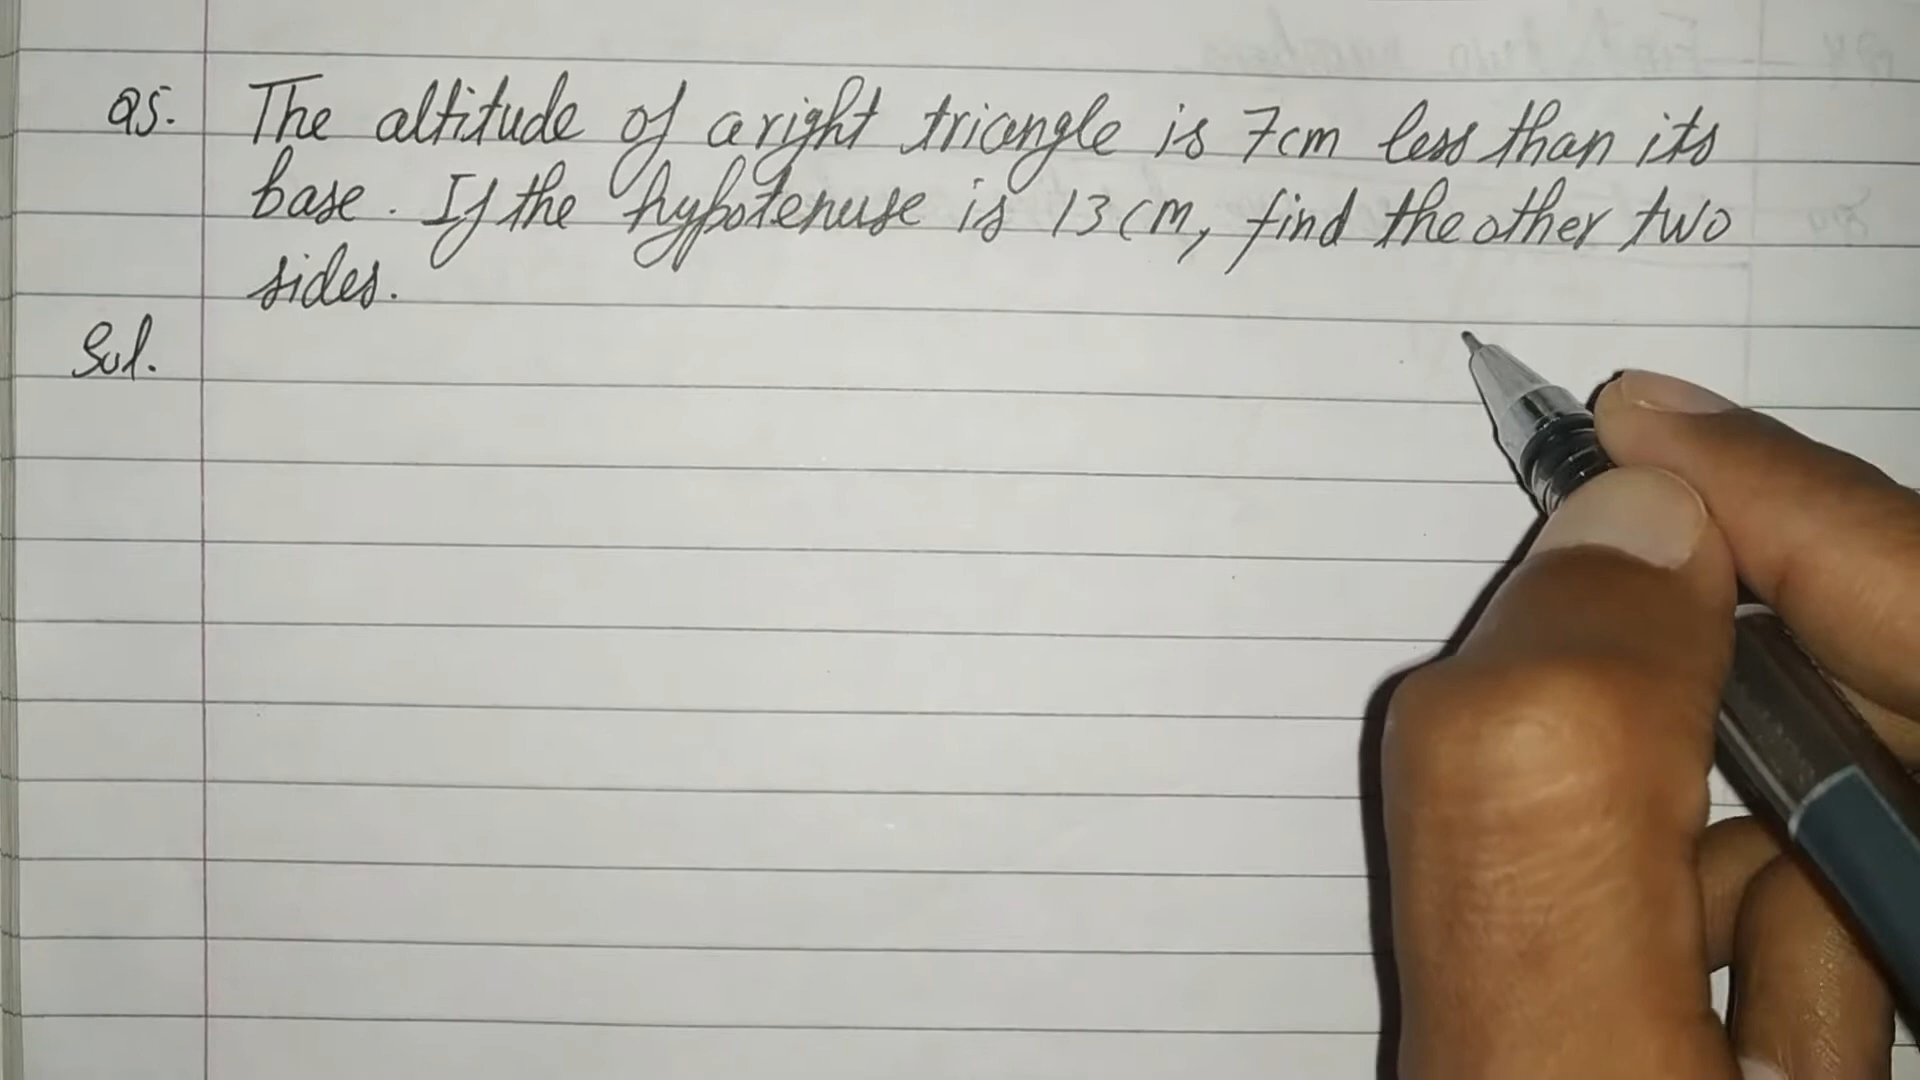 Q5. The altitude of a right triangle is 7cm less than its
base. If the hypotenuse is 13 cm, find the other two
sides.
Sol.